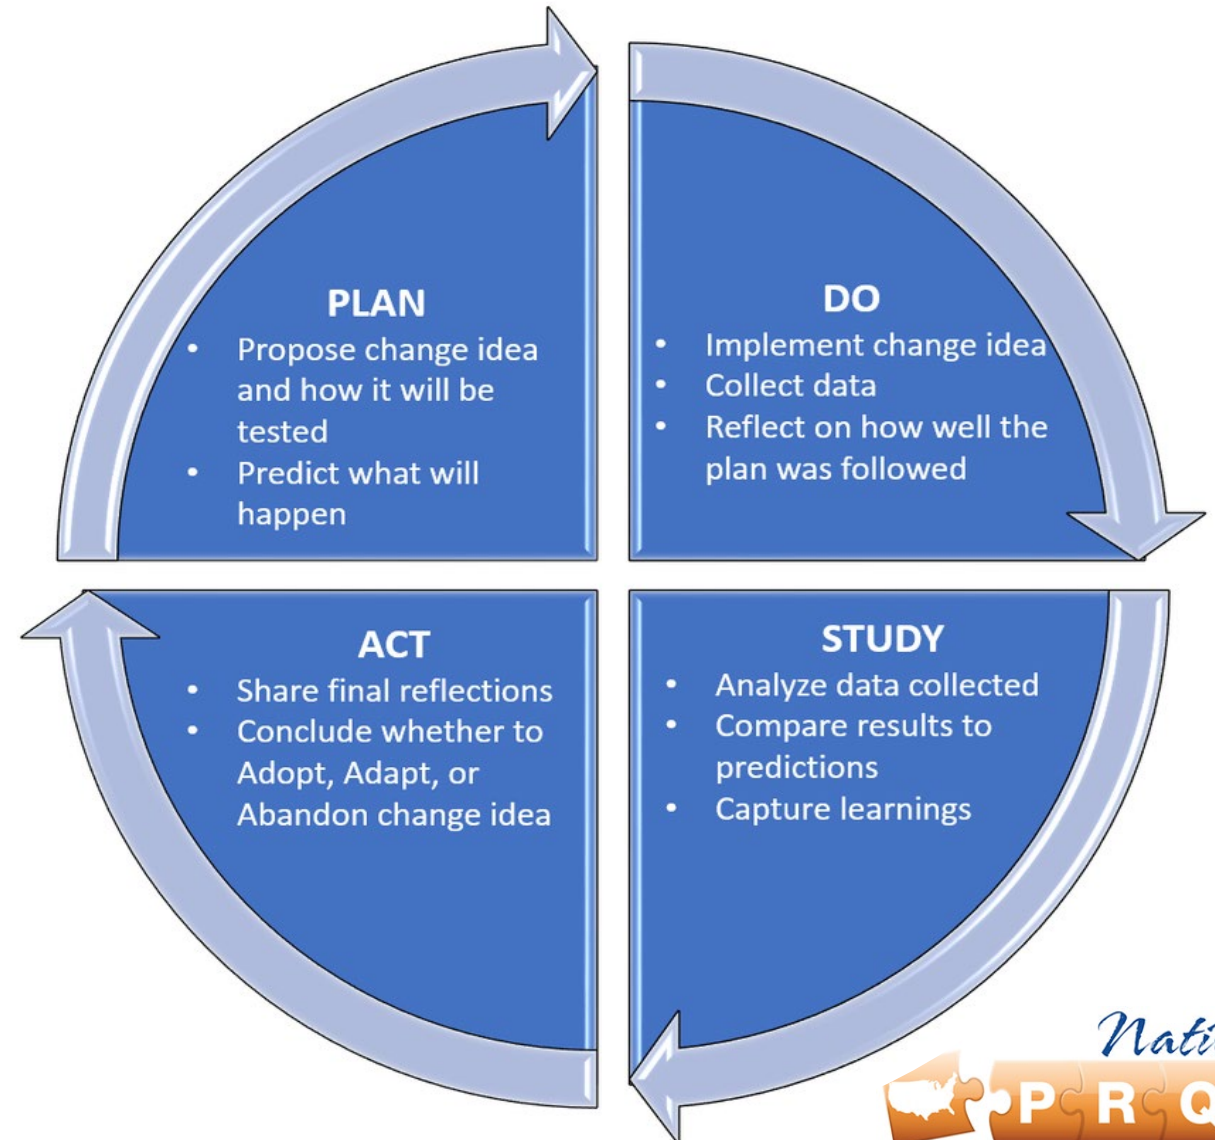 PLAN
• Propose change idea
and how it will be
tested
• Predict what will
happen
DO
• Implement change idea
• Collect data
• Reflect on how well the
plan was followed
ACT
• Share final reflections
• Conclude whether to
Adopt, Adapt, or
Abandon change idea
STUDY
• Analyze data collected
• Compare results to
predictions
• Capture learnings
Nati
P R Q